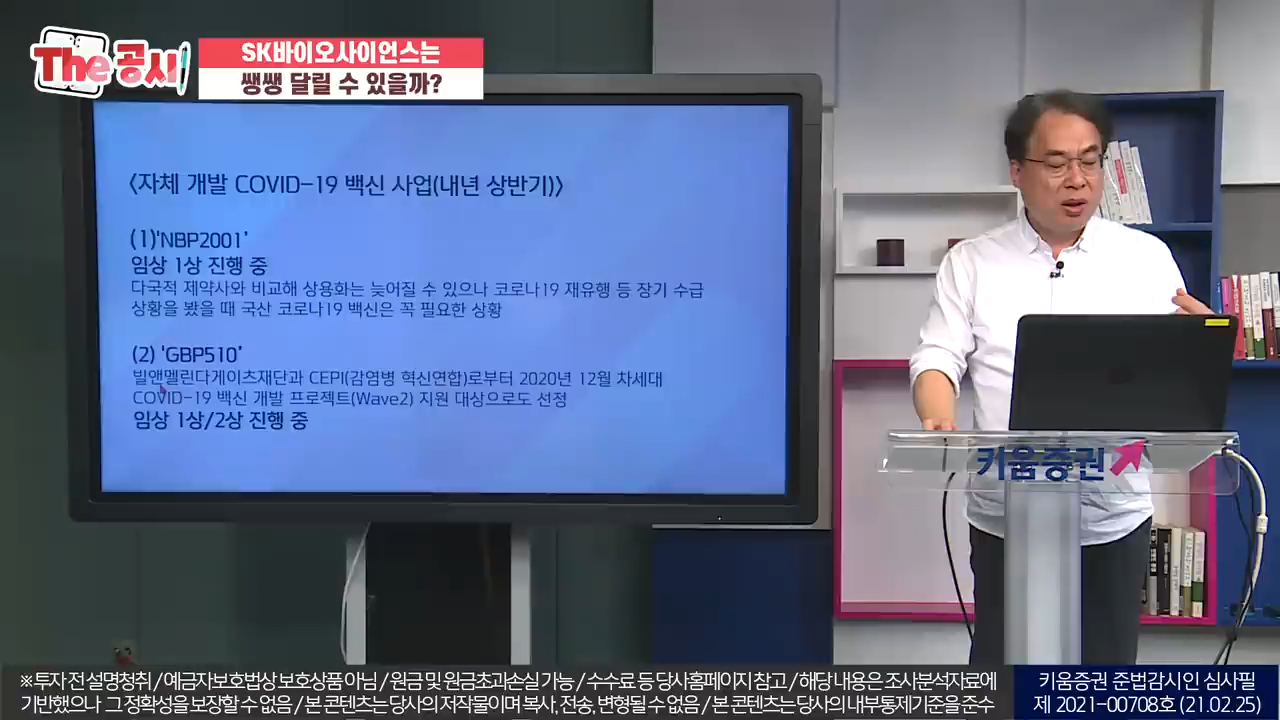 The 공시
SK바이오사이언스는
쌩쌩 달릴 수 있을까?
<자체 개발 COVID-19 백신 사업(내년 상반기)>
(1)'NBP2001'
임상 1상 진행 중
다국적 제약사와 비교해 상용화는 늦어질 수 있으나 코로나19 재유행 등 장기 수급
상황을 봤을 때 국산 코로나19 백신은 꼭 필요한 상황
(2) 'GBP510'
빌앤멜린다게이츠재단과 CEPI(감염병 혁신연합)로부터 2020년 12월 차세대
COVID-19 백신 개발 프로젝트(Wave2) 지원 대상으로도 선정
임상 1상/2상 진행 중
키움증권
※ 투자 전 설명청취 / 예금자보호법상 보호상품 아님 / 원금 및 원금초과손실 가능 / 수수료 등 당사홈페이지 참고 / 해당 내용은 조사분석자료에
기반했으나 그 정확성을 보장할 수 없음 / 본 콘텐츠는 당사의 저작물이며 복사, 전송, 변형될 수 없음 / 본 콘텐츠는 당사의 내부통제기준을 준수
키움증권 준법감시인 심사필
제 2021-00708호 (21.02.25)